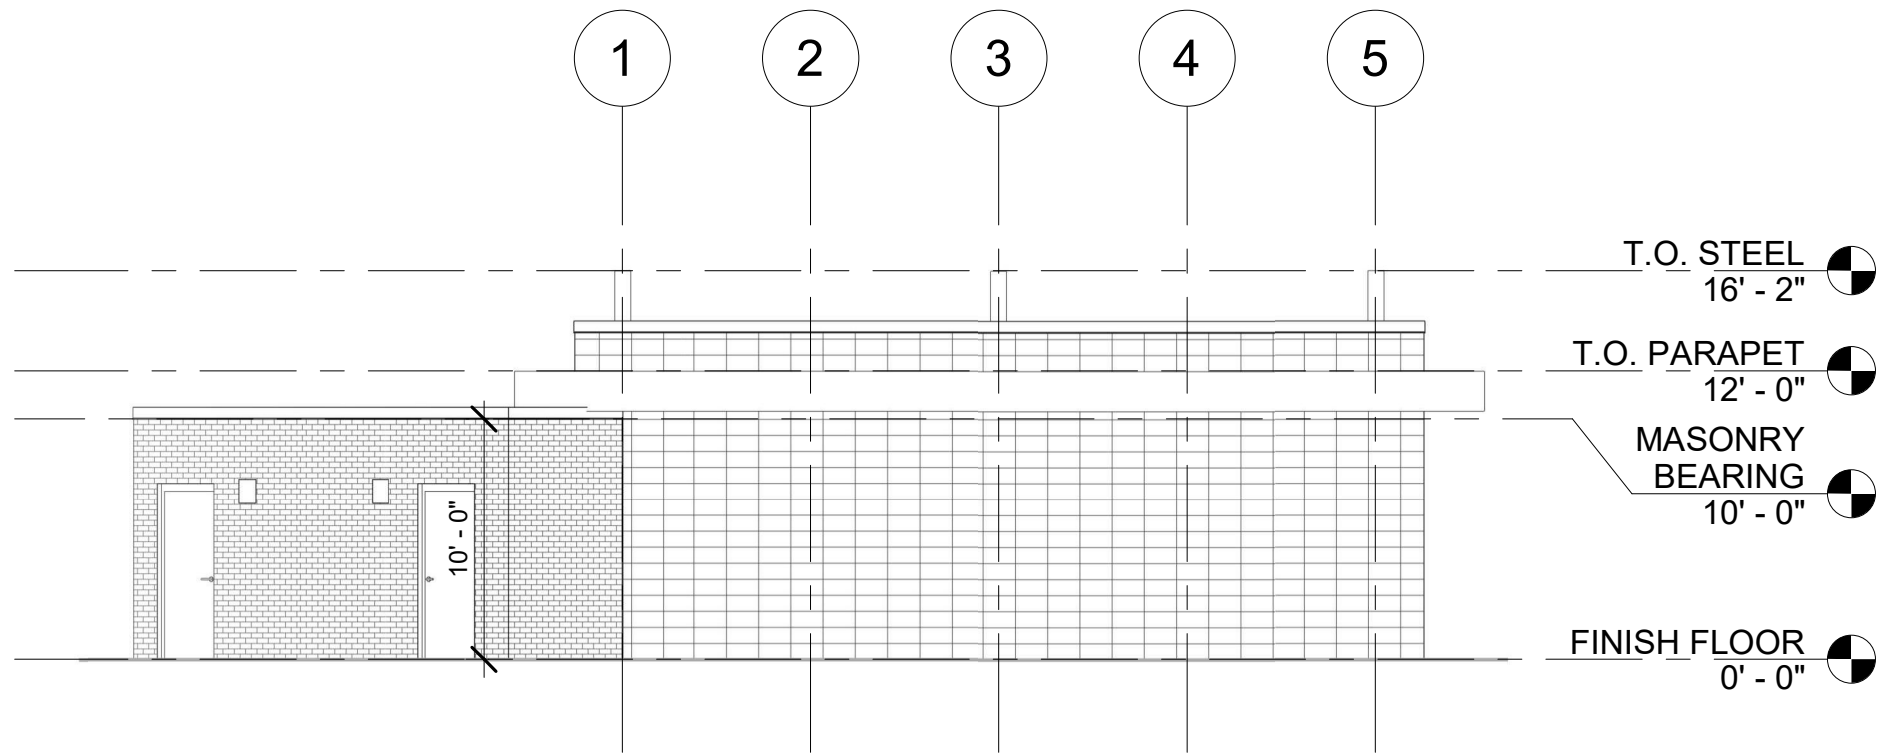 1
2
3
4
5
T.O. STEEL
16' - 2"
T.O. PARAPET
12' - 0"
MASONRY
BEARING
10' - 0"
10' - 0"
FINISH FLOOR
0' - 0"